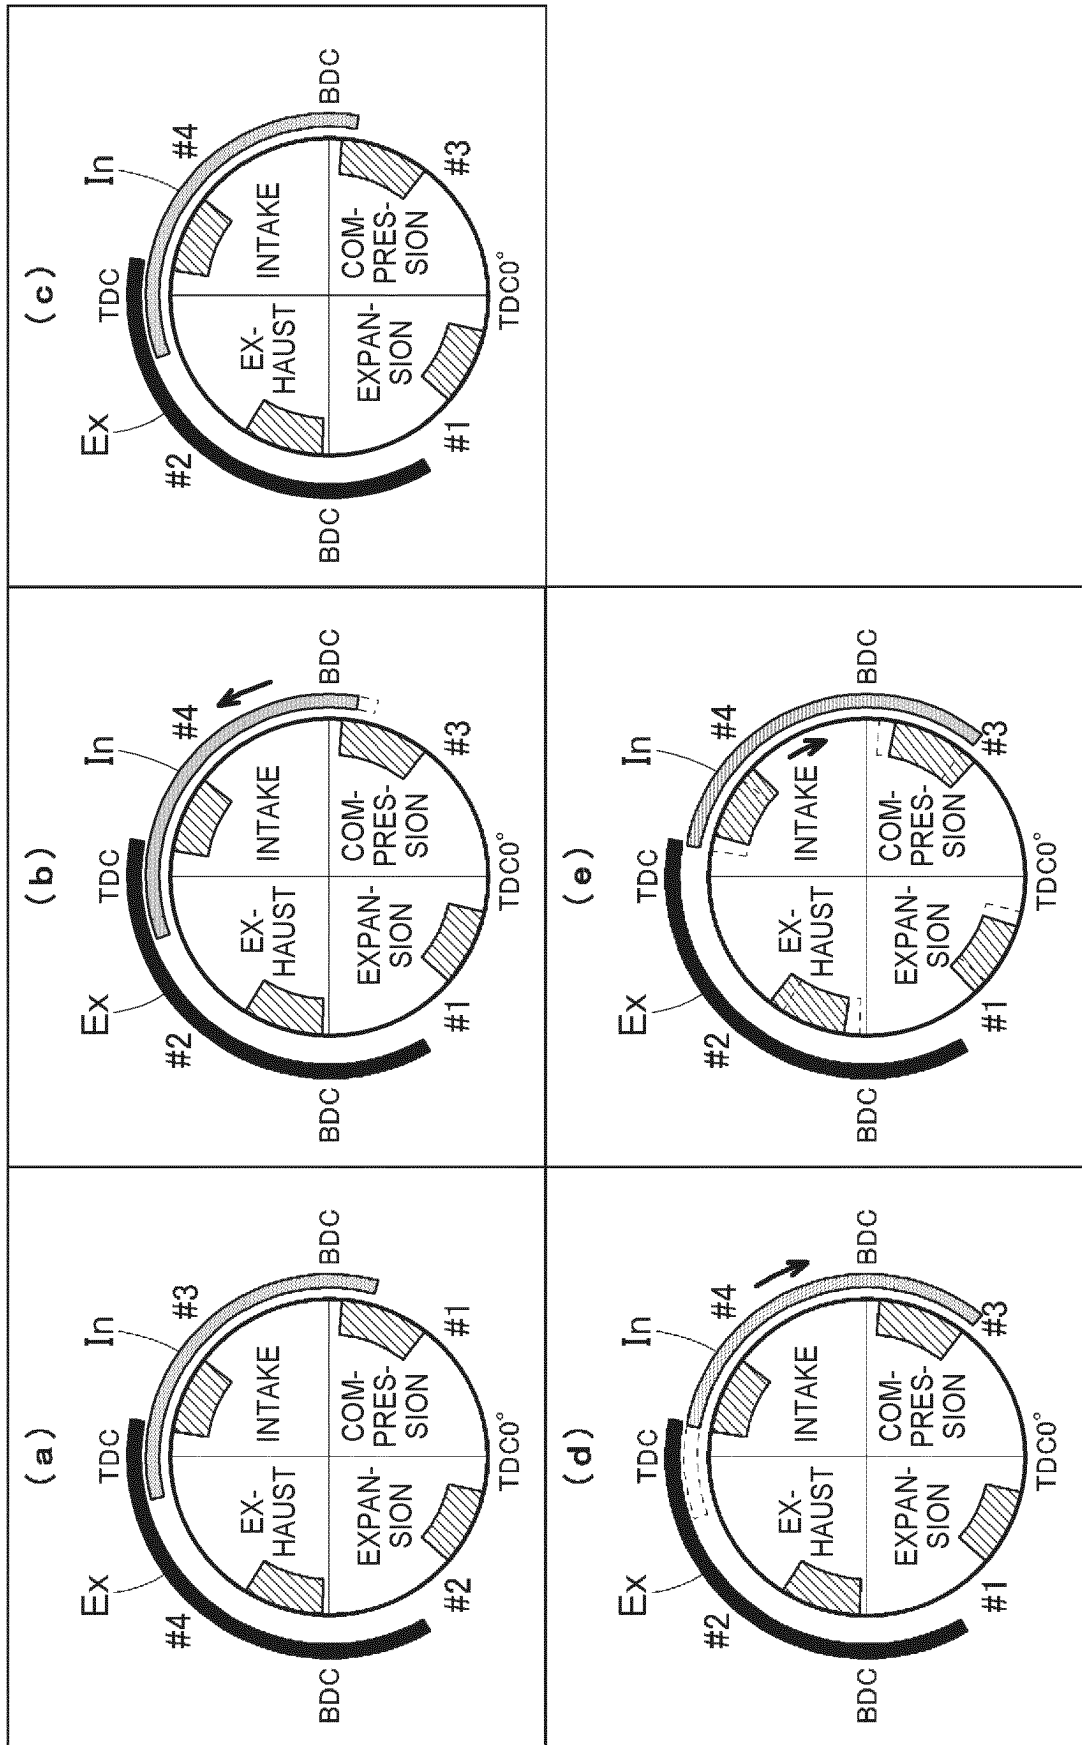 (a)
Ex
In
TDC
#4
#3
EX-
HAUST
INTAKE
BDC
BDC
EXPAN-
SION
COM-
PRES-
SION
#2
#1
TDC0°
(b)
Ex
In
TDC
#2
#4
EX-
HAUST
INTAKE
BDC
BDC
EXPAN-
SION
COM-
PRES-
SION
#1
#3
TDC0°
(c)
Ex
In
TDC
#2
#4
EX-
HAUST
INTAKE
BDC
BDC
EXPAN-
SION
COM-
PRES-
SION
#1
#3
TDC0°
(d)
Ex
In
TDC
#2
#4
EX-
HAUST
INTAKE
BDC
BDC
EXPAN-
SION
COM-
PRES-
SION
#1
#3
TDC0°
(e)
Ex
In
TDC
#2
#4
EX-
HAUST
INTAKE
BDC
BDC
EXPAN-
SION
COM-
PRES-
SION
#1
#3
TDC0°